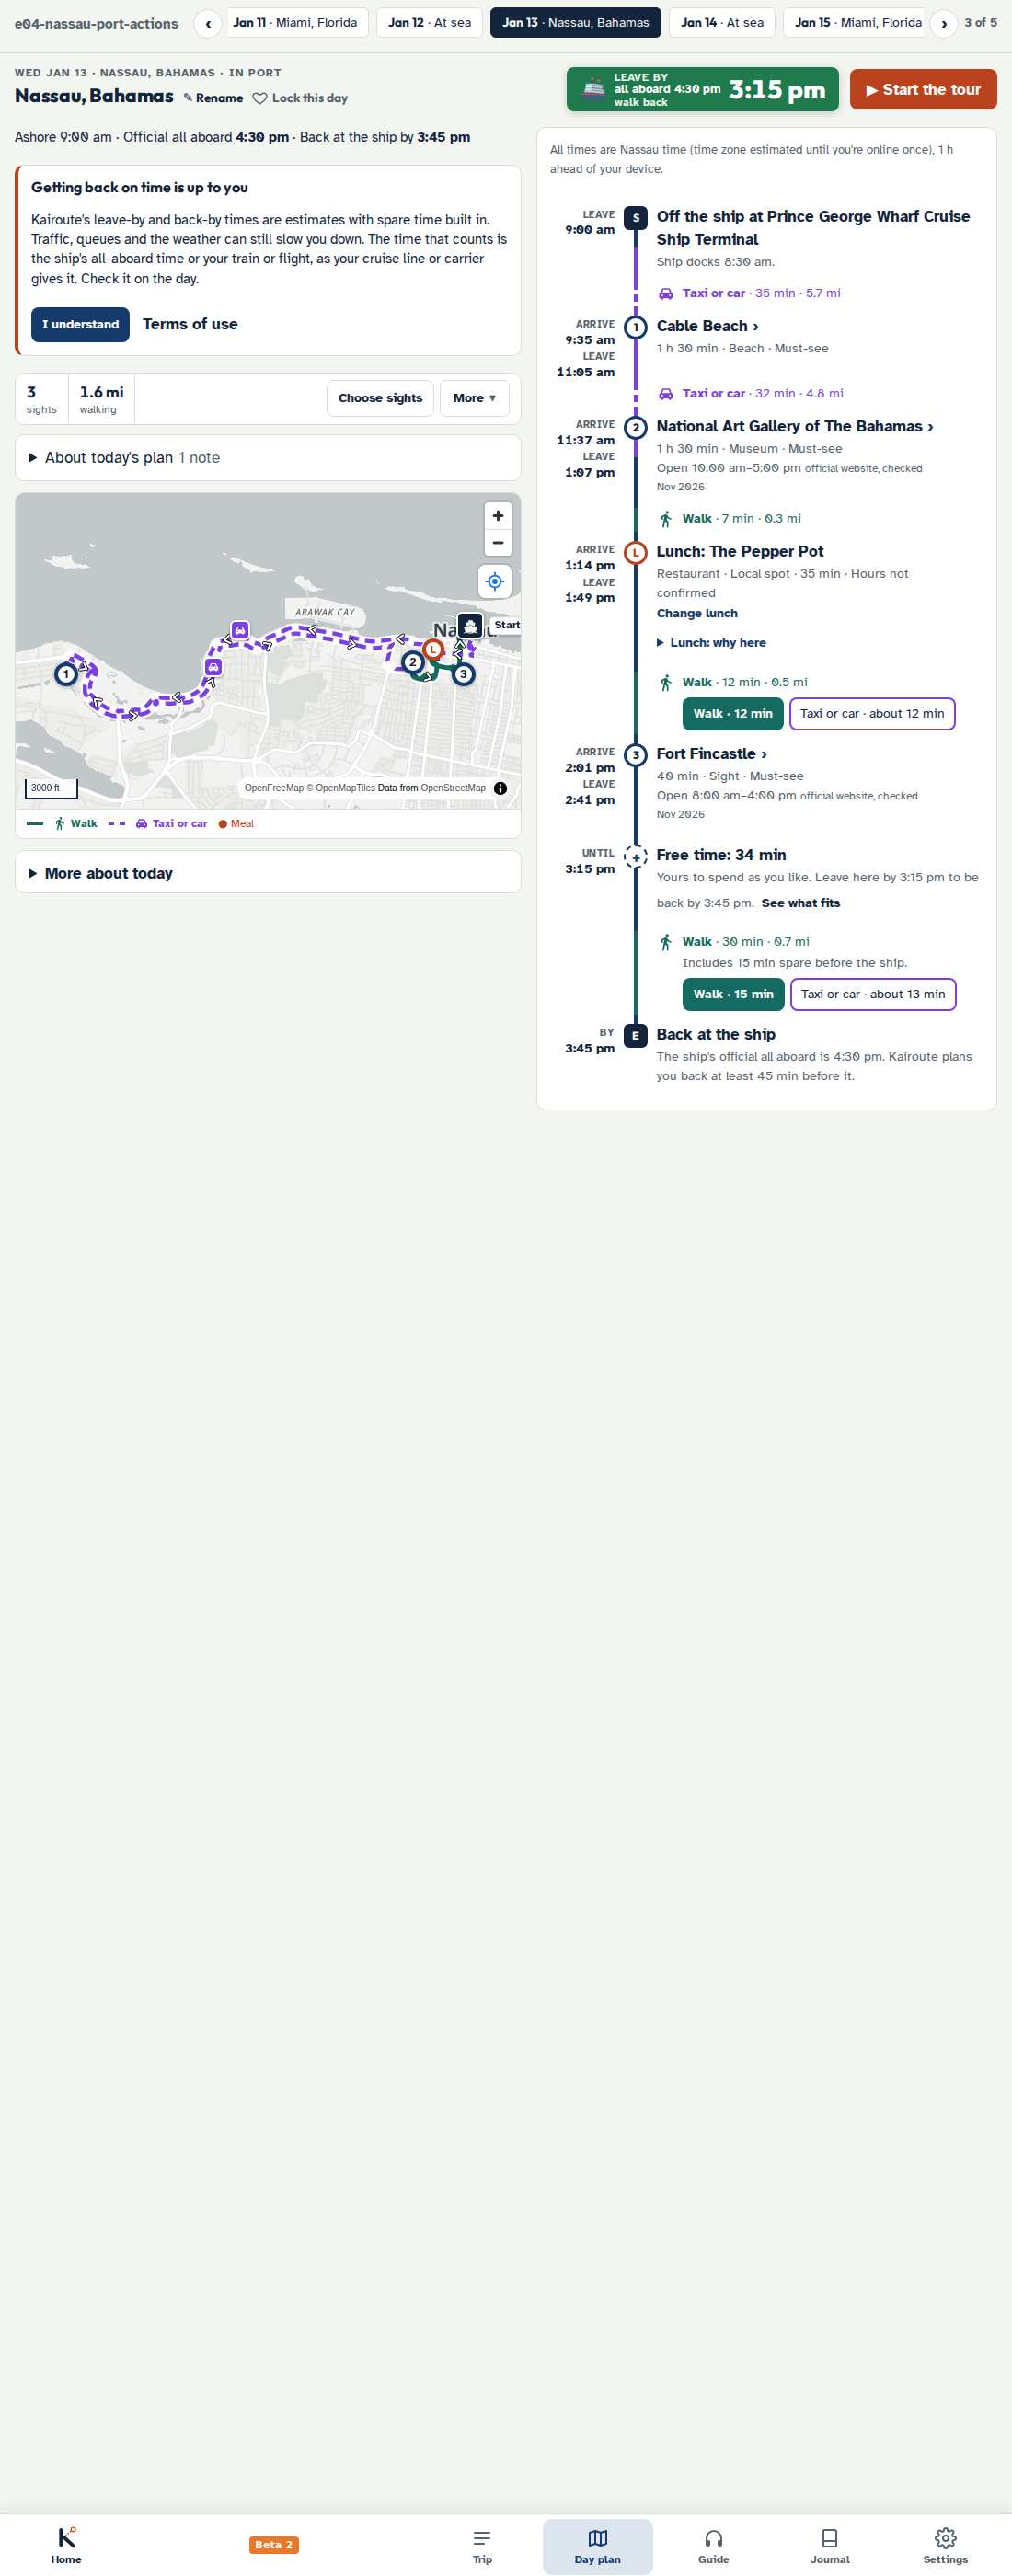 e04-nassau-port-actions
‹
Jan 11 · Miami, Florida
Jan 12 · At sea
Jan 13 · Nassau, Bahamas
Jan 14 · At sea
Jan 15 · Miami, Florida
›
3 of 5
WED JAN 13 · NASSAU, BAHAMAS · IN PORT
Nassau, Bahamas
✎ Rename
Lock this day
LEAVE BY
all aboard 4:30 pm
walk back
3:15 pm
▶ Start the tour
Ashore 9:00 am · Official all aboard 4:30 pm · Back at the ship by 3:45 pm
Getting back on time is up to you
Kairoute's leave-by and back-by times are estimates with spare time built in.
Traffic, queues and the weather can still slow you down. The time that counts is
the ship's all-aboard time or your train or flight, as your cruise line or carrier
gives it. Check it on the day.
I understand
Terms of use
3
sights
1.6 mi
walking
Choose sights
More ▼
▶ About today's plan 1 note
+
−
ARAWAK CAY
Nassau
Start
1
2
L
3
3000 ft
OpenFreeMap © OpenMapTiles Data from OpenStreetMap
Walk
Taxi or car
Meal
▶ More about today
All times are Nassau time (time zone estimated until you're online once), 1 h
ahead of your device.
LEAVE
9:00 am
S
Off the ship at Prince George Wharf Cruise
Ship Terminal
Ship docks 8:30 am.
Taxi or car · 35 min · 5.7 mi
ARRIVE
9:35 am
LEAVE
11:05 am
1
Cable Beach ›
1 h 30 min · Beach · Must-see
Taxi or car · 32 min · 4.8 mi
ARRIVE
11:37 am
LEAVE
1:07 pm
2
National Art Gallery of The Bahamas ›
1 h 30 min · Museum · Must-see
Open 10:00 am–5:00 pm official website, checked
Nov 2026
Walk · 7 min · 0.3 mi
ARRIVE
1:14 pm
LEAVE
1:49 pm
L
Lunch: The Pepper Pot
Restaurant · Local spot · 35 min · Hours not
confirmed
Change lunch
▶ Lunch: why here
Walk · 12 min · 0.5 mi
Walk · 12 min
Taxi or car · about 12 min
ARRIVE
2:01 pm
LEAVE
2:41 pm
3
Fort Fincastle ›
40 min · Sight · Must-see
Open 8:00 am–4:00 pm official website, checked
Nov 2026
UNTIL
3:15 pm
+
Free time: 34 min
Yours to spend as you like. Leave here by 3:15 pm to be
back by 3:45 pm. See what fits
Walk · 30 min · 0.7 mi
Includes 15 min spare before the ship.
Walk · 15 min
Taxi or car · about 13 min
BY
3:45 pm
E
Back at the ship
The ship's official all aboard is 4:30 pm. Kairoute plans
you back at least 45 min before it.
Home
Beta 2
Trip
Day plan
Guide
Journal
Settings